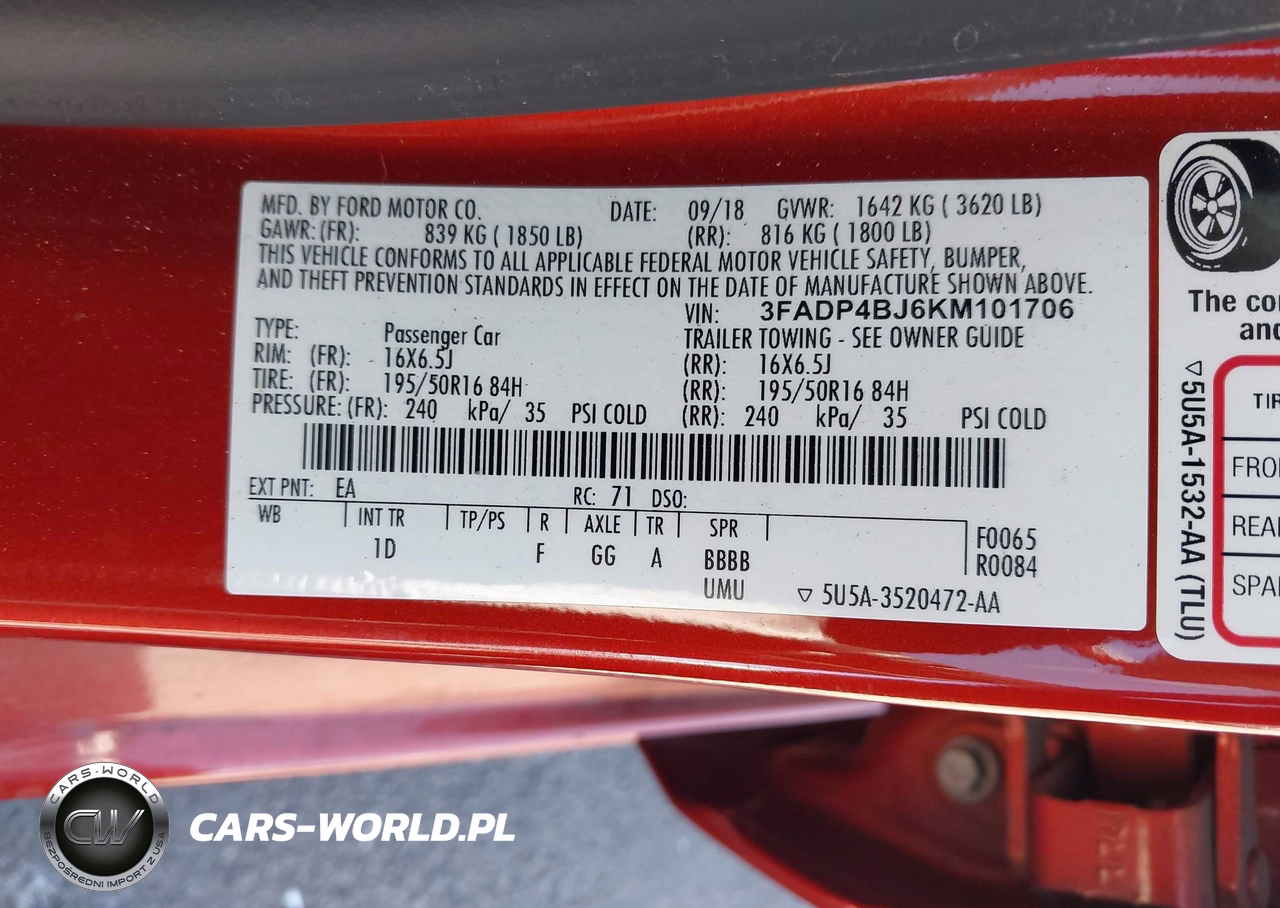 MFD. BY FORD MOTOR CO. DATE: 09/18 GVWR: 1642 KG ( 3620 LB)
GAWR: (FR): 839 KG ( 1850 LB) (RR): 816 KG ( 1800 LB)
THIS VEHICLE CONFORMS TO ALL APPLICABLE FEDERAL MOTOR VEHICLE SAFETY, BUMPER,
AND THEFT PREVENTION STANDARDS IN EFFECT ON THE DATE OF MANUFACTURE SHOWN ABOVE.
VIN: 3FADP4BJ6KM101706
TYPE: Passenger Car TRAILER TOWING - SEE OWNER GUIDE
RIM: (FR): 16X6.5J (RR): 16X6.5J
TIRE: (FR): 195/50R16 84H (RR): 195/50R16 84H
PRESSURE: (FR): 240 kPa/ 35 PSI COLD (RR): 240 kPa/ 35 PSI COLD
EXT PNT: EA RC: 71 DSO:
WB INT TR TP/PS R AXLE TR SPR
1D F GG A BBBB
UMU
F0065
R0084
▽ 5U5A-3520472-AA
The co
and
▽5U5A-1532-AA (TLU)
TIR
FRO
REA
SPA
CARS-WORLD
CW
BEZPOŚREDNI IMPORT Z USA
CARS-WORLD.PL